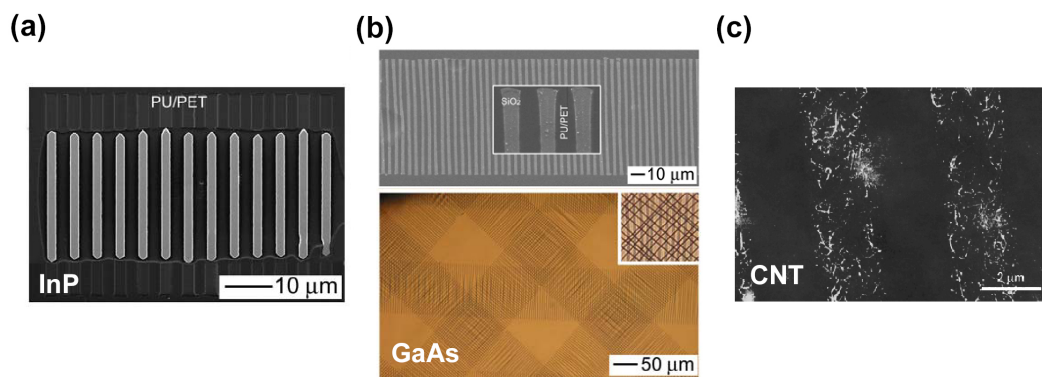 (a)
(b)
(c)
PU/PET
InP
10 μm
SiO₂
PU/PET
10 μm
GaAs
50 μm
CNT
2 μm